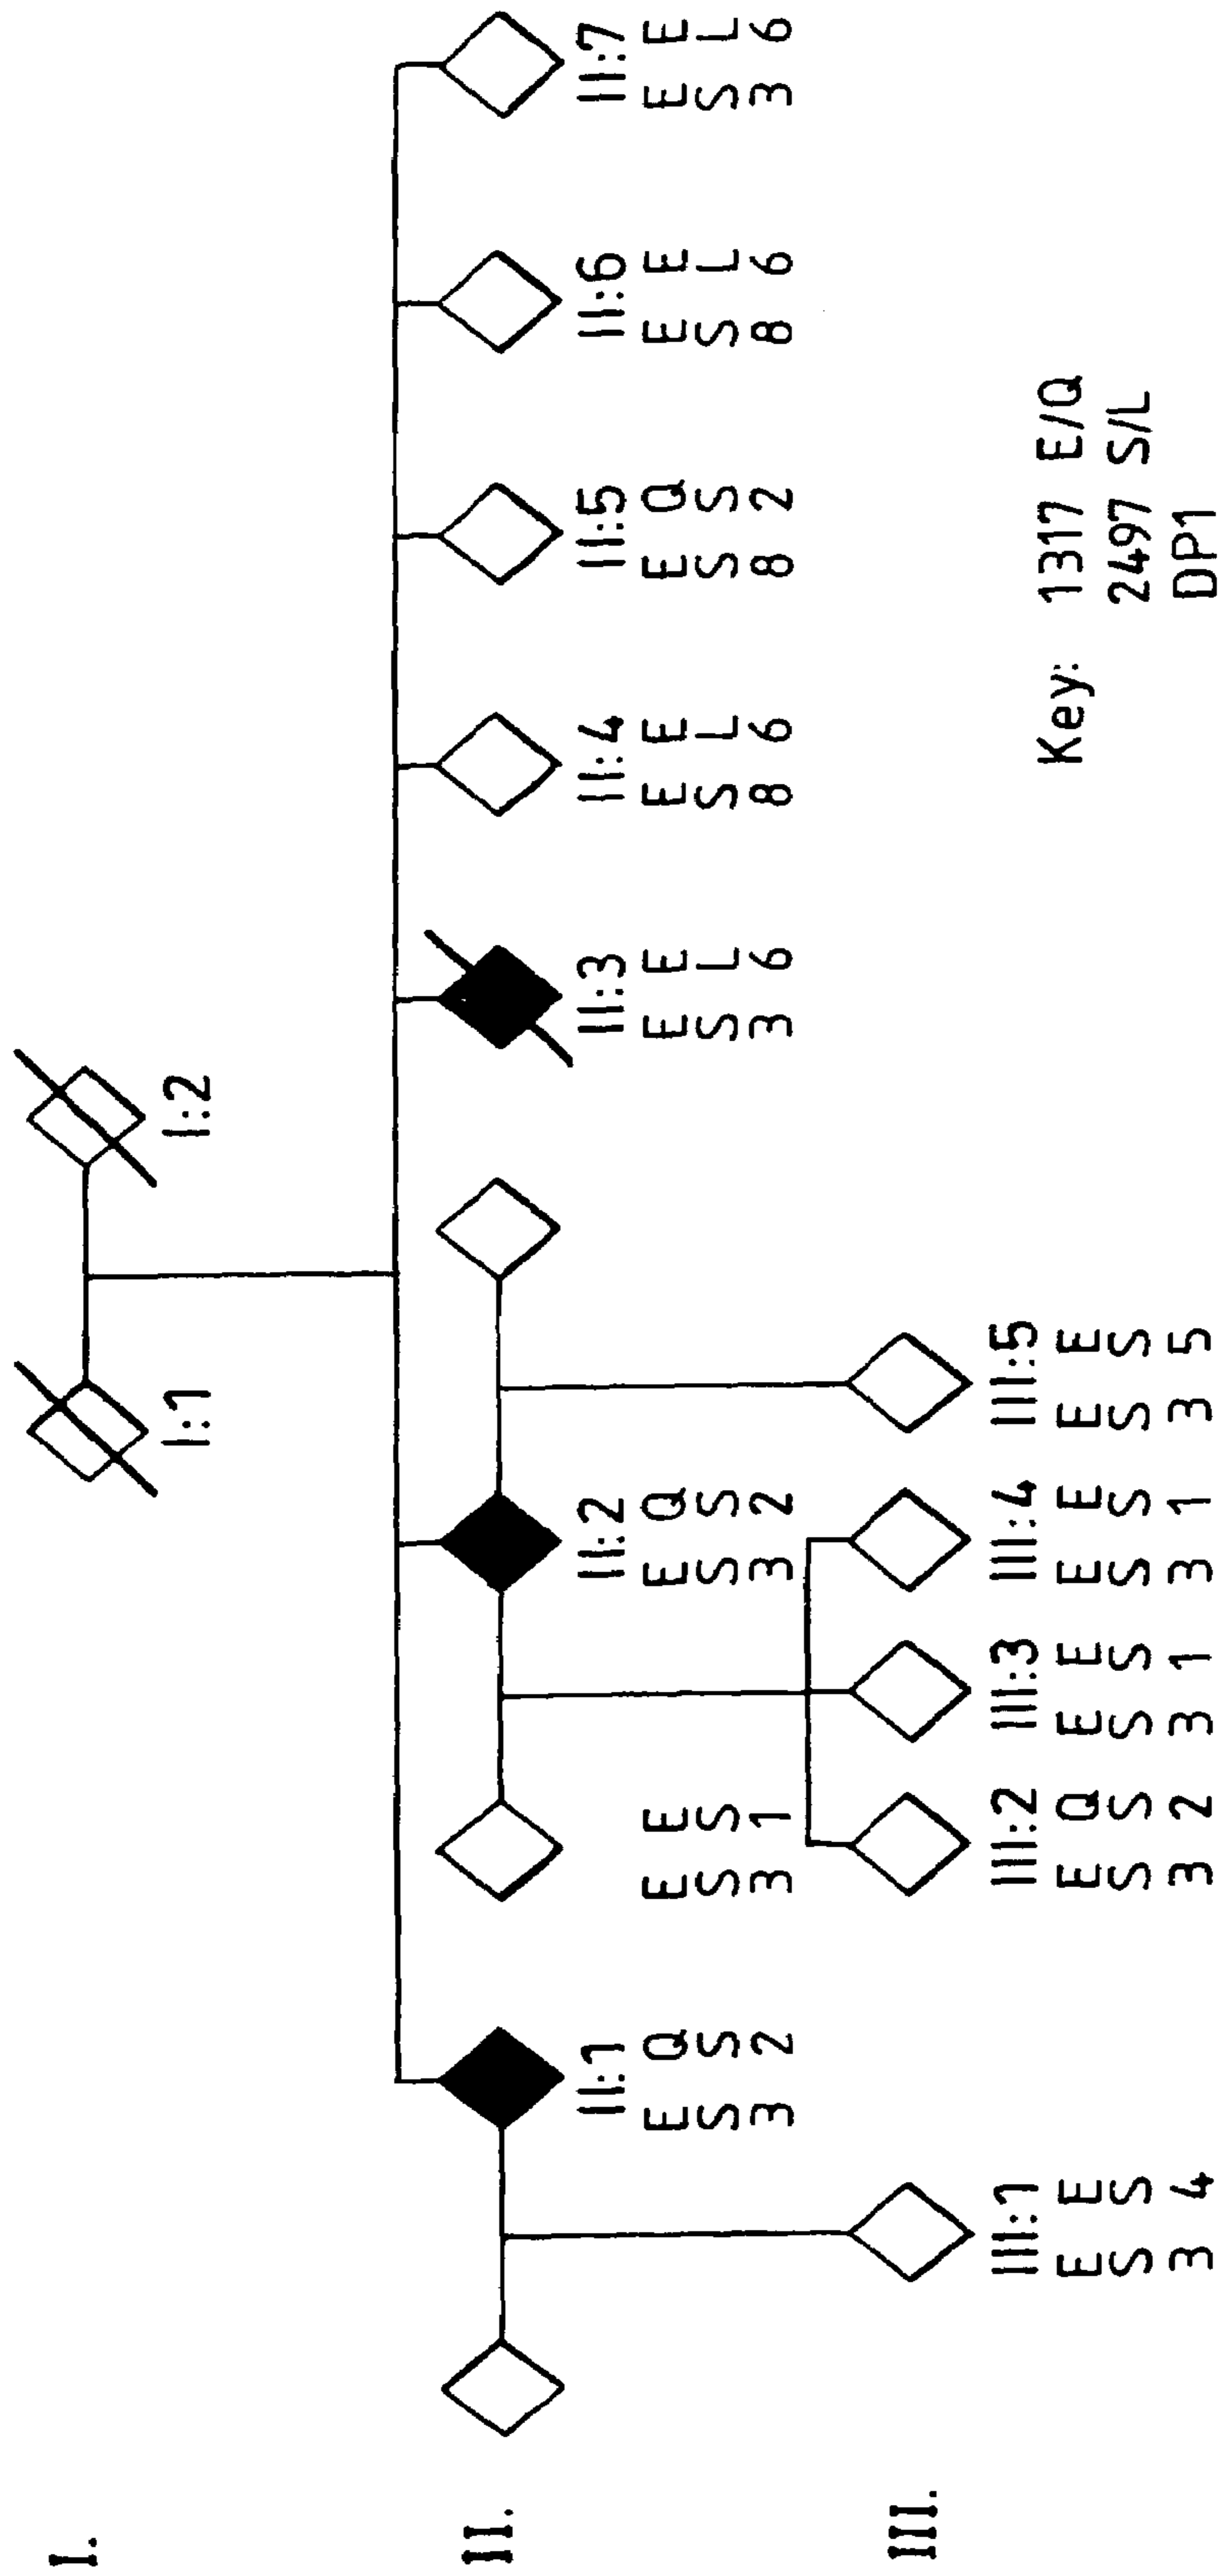 I.
I:1 I:2
II.
II:1 II:2 II:3 II:4 II:5 II:6 II:7
E Q E E E Q E E E E E Q E E E E
S S S S S S S L S L S S S L S L
3 2 3 1 3 2 3 6 8 6 8 2 8 6 3 6
III.
III:1 III:2 III:3 III:4 III:5
E E E Q E E E E E E
S S S S S S S S S S
3 4 3 2 3 1 3 1 3 5
Key: 1317 E/Q
2497 S/L
DP1